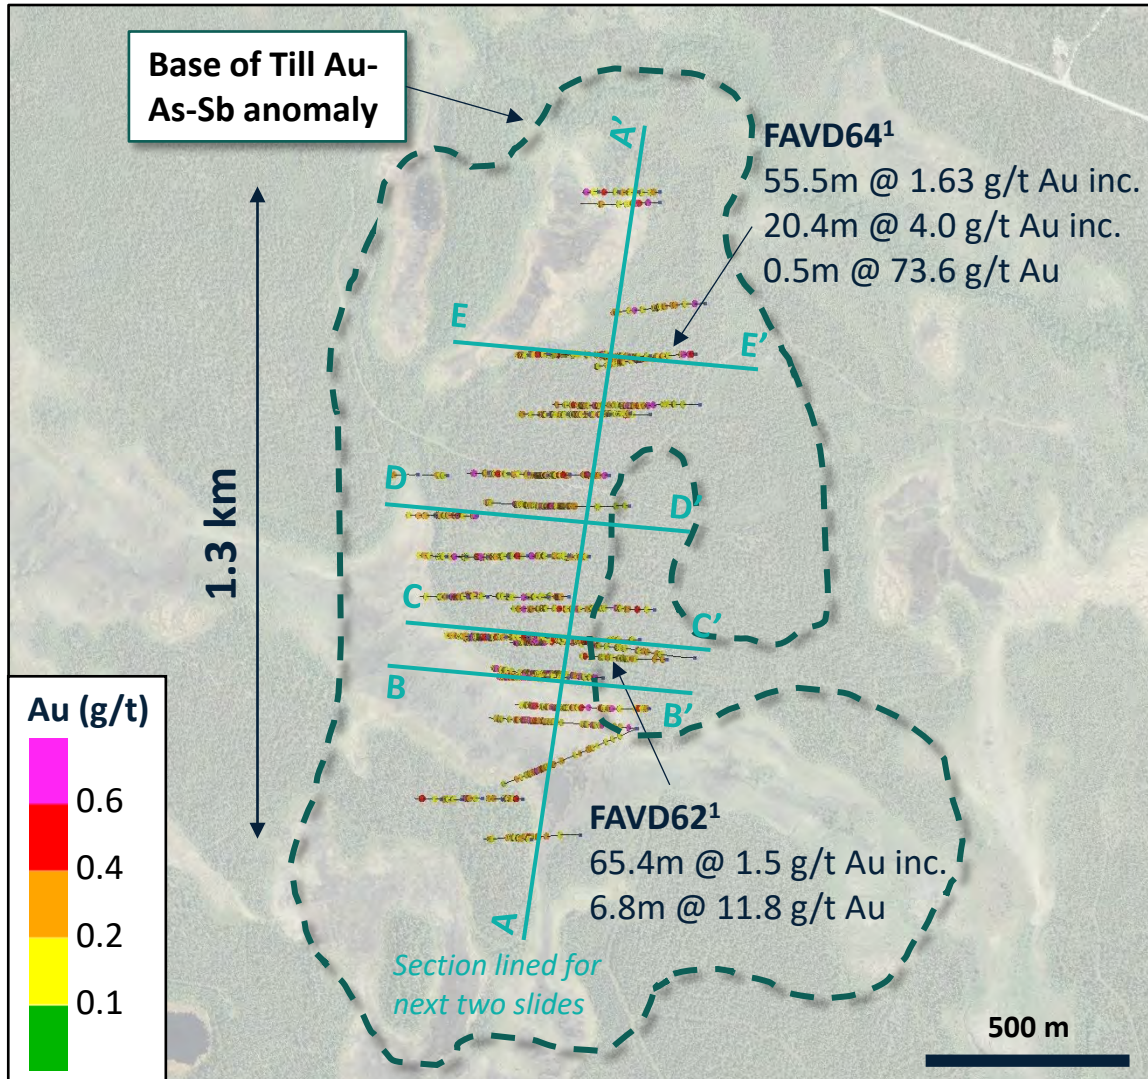 Base of Till Au-
As-Sb anomaly
A'
FAVD64¹
55.5m @ 1.63 g/t Au inc.
20.4m @ 4.0 g/t Au inc.
0.5m @ 73.6 g/t Au
E
E'
1.3 km
D
D'
C
C'
B
B'
Au (g/t)
0.6
0.4
0.2
0.1
FAVD62¹
65.4m @ 1.5 g/t Au inc.
6.8m @ 11.8 g/t Au
A
Section lined for
next two slides
500 m